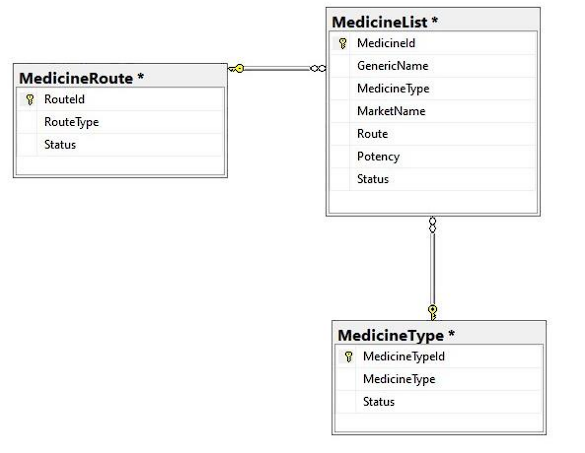 MedicineList *
MedicineId
GenericName
MedicineType
MarketName
Route
Potency
Status
MedicineRoute *
RouteId
RouteType
Status
MedicineType *
MedicineTypeId
MedicineType
Status